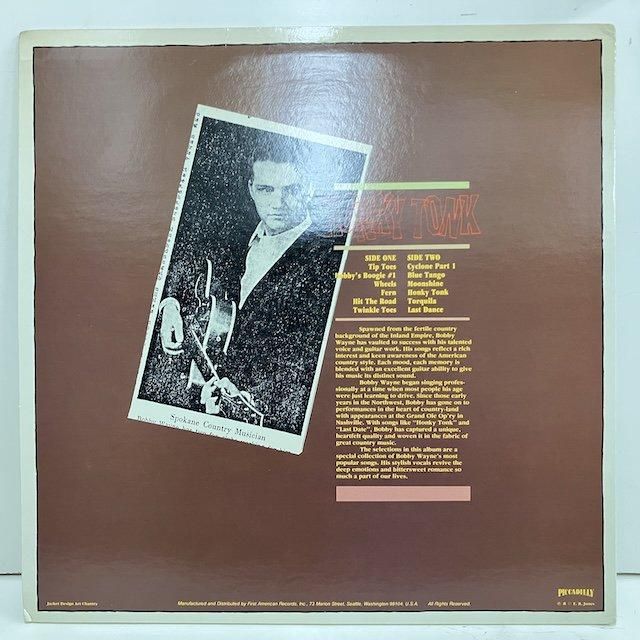 HONKY TONK
SIDE ONE
Tip Toes
Bobby's Boogie #1
Wheels
Fern
Hit The Road
Twinkle Toes
SIDE TWO
Cyclone Part 1
Blue Tango
Moonshine
Honky Tonk
Torquila
Last Dance
Spawned from the fertile country
background of the Inland Empire, Bobby
Wayne has vaulted to success with his talented
voice and guitar work. His songs reflect a rich
interest and keen awareness of the American
country style. Each mood, each memory is
blended with an excellent guitar ability to give
his music its distinct sound.
Bobby Wayne began singing profes-
sionally at a time when most people his age
were just learning to drive. Since those early
years in the Northwest, Bobby has gone on to
performances in the heart of country-land
with appearances at the Grand Ole Op'ry in
Nashville. With songs like "Honky Tonk" and
"Last Date", Bobby has captured a unique,
heartfelt quality and woven it in the fabric of
great country music.
The selections in this album are a
special collection of Bobby Wayne's most
popular songs. His stylish vocals revive the
deep emotions and bittersweet romance so
much a part of our lives.
Spokane Country Musician
Jacket Design Art Chantry
Manufactured and Distributed by First American Records, Inc., 73 Marion Street, Seattle, Washington 98104, U.S.A. All Rights Reserved.
PICCADILLY